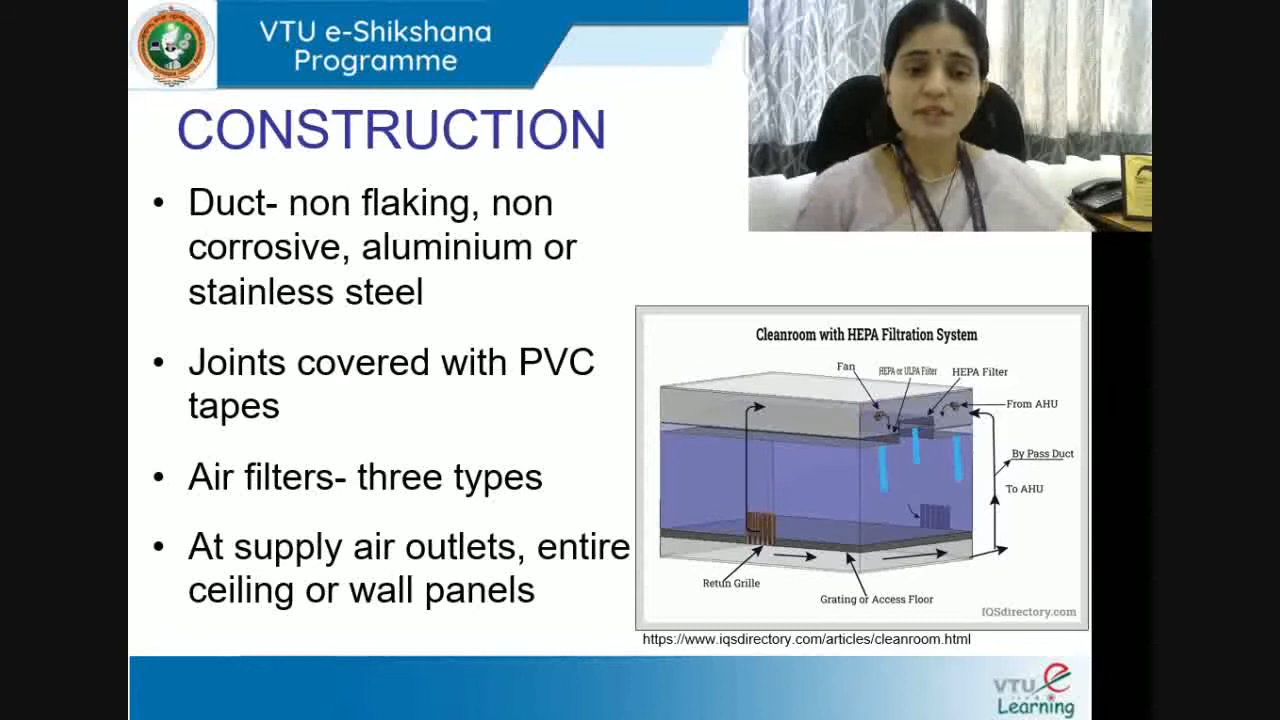 VTU e-Shikshana
Programme
CONSTRUCTION
• Duct- non flaking, non
corrosive, aluminium or
stainless steel
• Joints covered with PVC
tapes
• Air filters- three types
• At supply air outlets, entire
ceiling or wall panels
Cleanroom with HEPA Filtration System
Fan
HEPA or ULPA Filter
HEPA Filter
From AHU
By Pass Duct
To AHU
Retun Grille
Grating or Access Floor
IQSdirectory.com
https://www.iqsdirectory.com/articles/cleanroom.html
VTU e
Learning